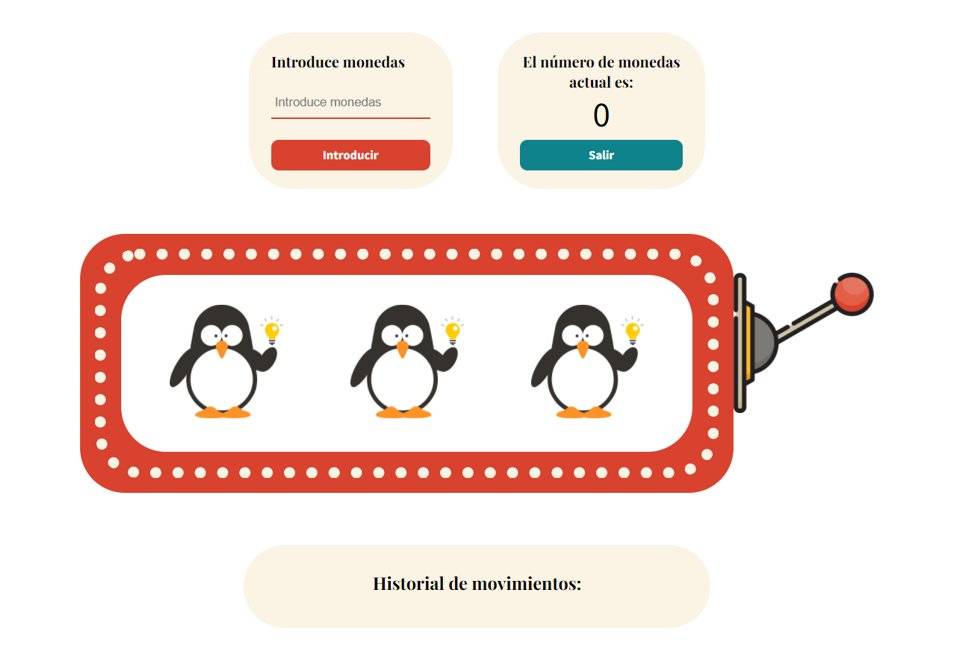 Introduce monedas
Introduce monedas
Introducir
El número de monedas
actual es:
0
Salir
Historial de movimientos: